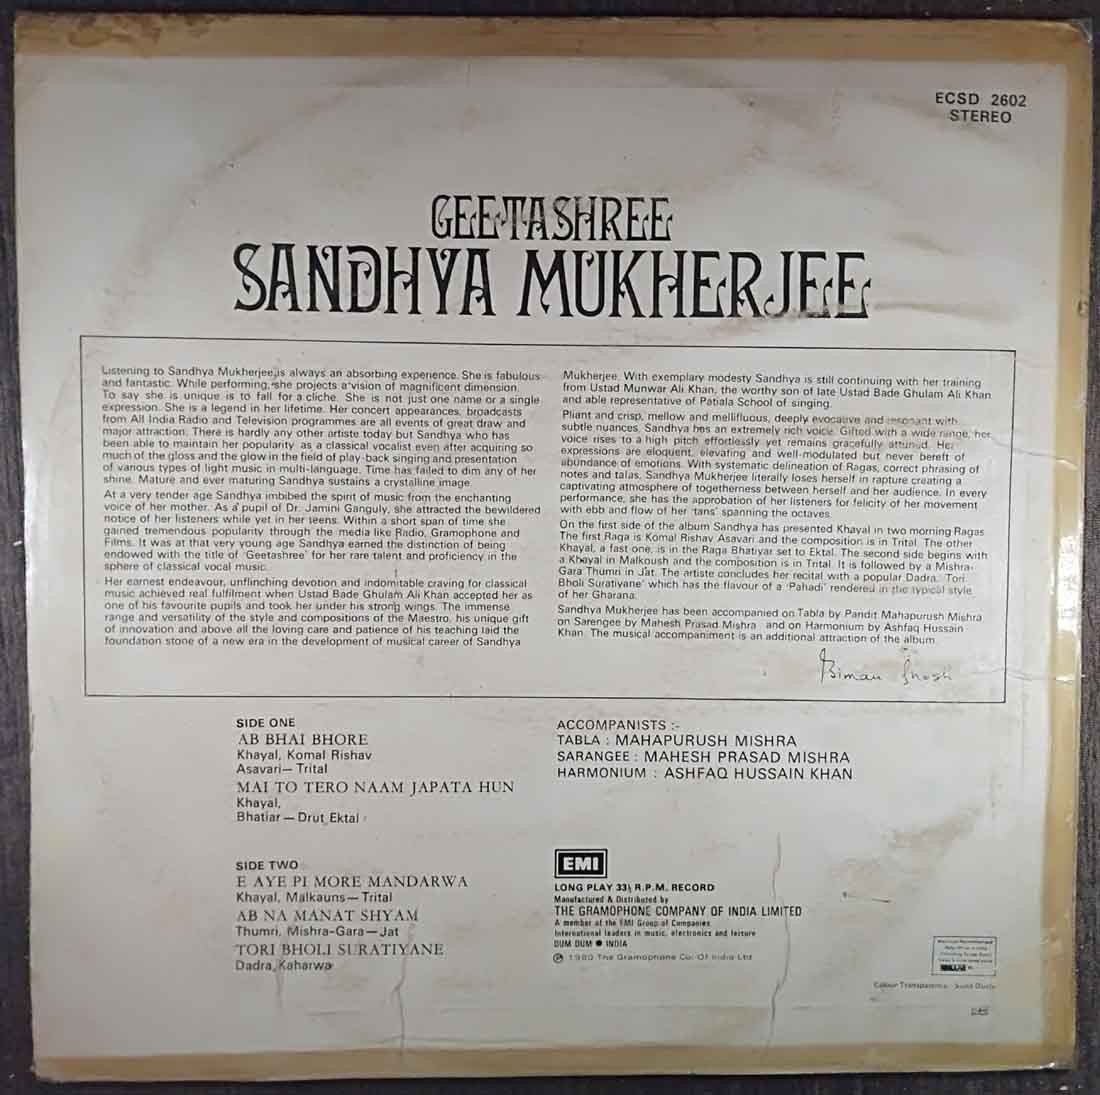 ECSD 2602
STEREO
GEETASHREE
SANDHYA MUKHERJEE
Listening to Sandhya Mukherjee is always an absorbing experience. She is fabulous
and fantastic. While performing, she projects a vision of magnificent dimension.
To say she is unique is to fall for a cliche. She is not just one name or a single
expression. She is a legend in her lifetime. Her concert appearances, broadcasts
from All India Radio and Television programmes are all events of great draw and
major attraction. There is hardly any other artiste today but Sandhya who has
been able to maintain her popularity as a classical vocalist even after acquiring so
much of the gloss and the glow in the field of play-back singing and presentation
of various types of light music in multi-language. Time has failed to dim any of her
shine. Mature and ever maturing Sandhya sustains a crystalline image.
At a very tender age Sandhya imbibed the spirit of music from the enchanting
voice of her mother. As a pupil of Dr. Jamini Ganguly, she attracted the bewildered
notice of her listeners while yet in her teens. Within a short span of time she
gained tremendous popularity through the media like Radio, Gramophone and
Films. It was at that very young age Sandhya earned the distinction of being
endowed with the title of 'Geetashree' for her rare talent and proficiency in the
sphere of classical vocal music.
Her earnest endeavour, unflinching devotion and indomitable craving for classical
music achieved real fulfilment when Ustad Bade Ghulam Ali Khan accepted her as
one of his favourite pupils and took her under his strong wings. The immense
range and versatility of the style and compositions of the Maestro, his unique gift
of innovation and above all the loving care and patience of his teaching laid the
foundation stone of a new era in the development of musical career of Sandhya
Mukherjee. With exemplary modesty Sandhya is still continuing with her training
from Ustad Munwar Ali Khan, the worthy son of late Ustad Bade Ghulam Ali Khan
and able representative of Patiala School of singing.
Pliant and crisp, mellow and mellifluous, deeply evocative and resonant with
subtle nuances, Sandhya has an extremely rich voice. Gifted with a wide range, her
voice rises to a high pitch effortlessly yet remains gracefully attuned. Her
expressions are eloquent, elevating and well-modulated but never bereft of
abundance of emotions. With systematic delineation of Ragas, correct phrasing of
notes and talas, Sandhya Mukherjee literally loses herself in rapture creating a
captivating atmosphere of togetherness between herself and her audience. In every
performance, she has the approbation of her listeners for felicity of her movement
with ebb and flow of her 'tans' spanning the octaves.
On the first side of the album Sandhya has presented Khayal in two morning Ragas
The first Raga is Komal Rishav Asavari and the composition is in Trital. The other
Khayal, a fast one, is in the Raga Bhatiyar set to Ektal. The second side begins with
a Khayal in Malkoush and the composition is in Trital. It is followed by a Mishra-
Gara Thumri in Jat. The artiste concludes her recital with a popular Dadra, 'Tori
Bholi Suratiyane' which has the flavour of a 'Pahadi' rendered in the typical style
of her Gharana.
Sandhya Mukherjee has been accompanied on Tabla by Pandit Mahapurush Mishra
on Sarengee by Mahesh Prasad Mishra and on Harmonium by Ashfaq Hussain
Khan. The musical accompaniment is an additional attraction of the album.
Biman Ghosh
SIDE ONE
AB BHAI BHORE
Khayal, Komal Rishav
Asavari — Trital
MAI TO TERO NAAM JAPATA HUN
Khayal,
Bhatiar — Drut Ektal
SIDE TWO
E AYE PI MORE MANDARWA
Khayal, Malkauns — Trital
AB NA MANAT SHYAM
Thumri, Mishra-Gara — Jat
TORI BHOLI SURATIYANE
Dadra, Kaharwa
ACCOMPANISTS :-
TABLA : MAHAPURUSH MISHRA
SARANGEE : MAHESH PRASAD MISHRA
HARMONIUM : ASHFAQ HUSSAIN KHAN
EMI
LONG PLAY 33⅓ R.P.M. RECORD
Manufactured & Distributed by
THE GRAMOPHONE COMPANY OF INDIA LIMITED
A member of the EMI Group of Companies
International leaders in music, electronics and leisure
DUM DUM ● INDIA
℗ 1980 The Gramophone Co. Of India Ltd.
Colour Transparency